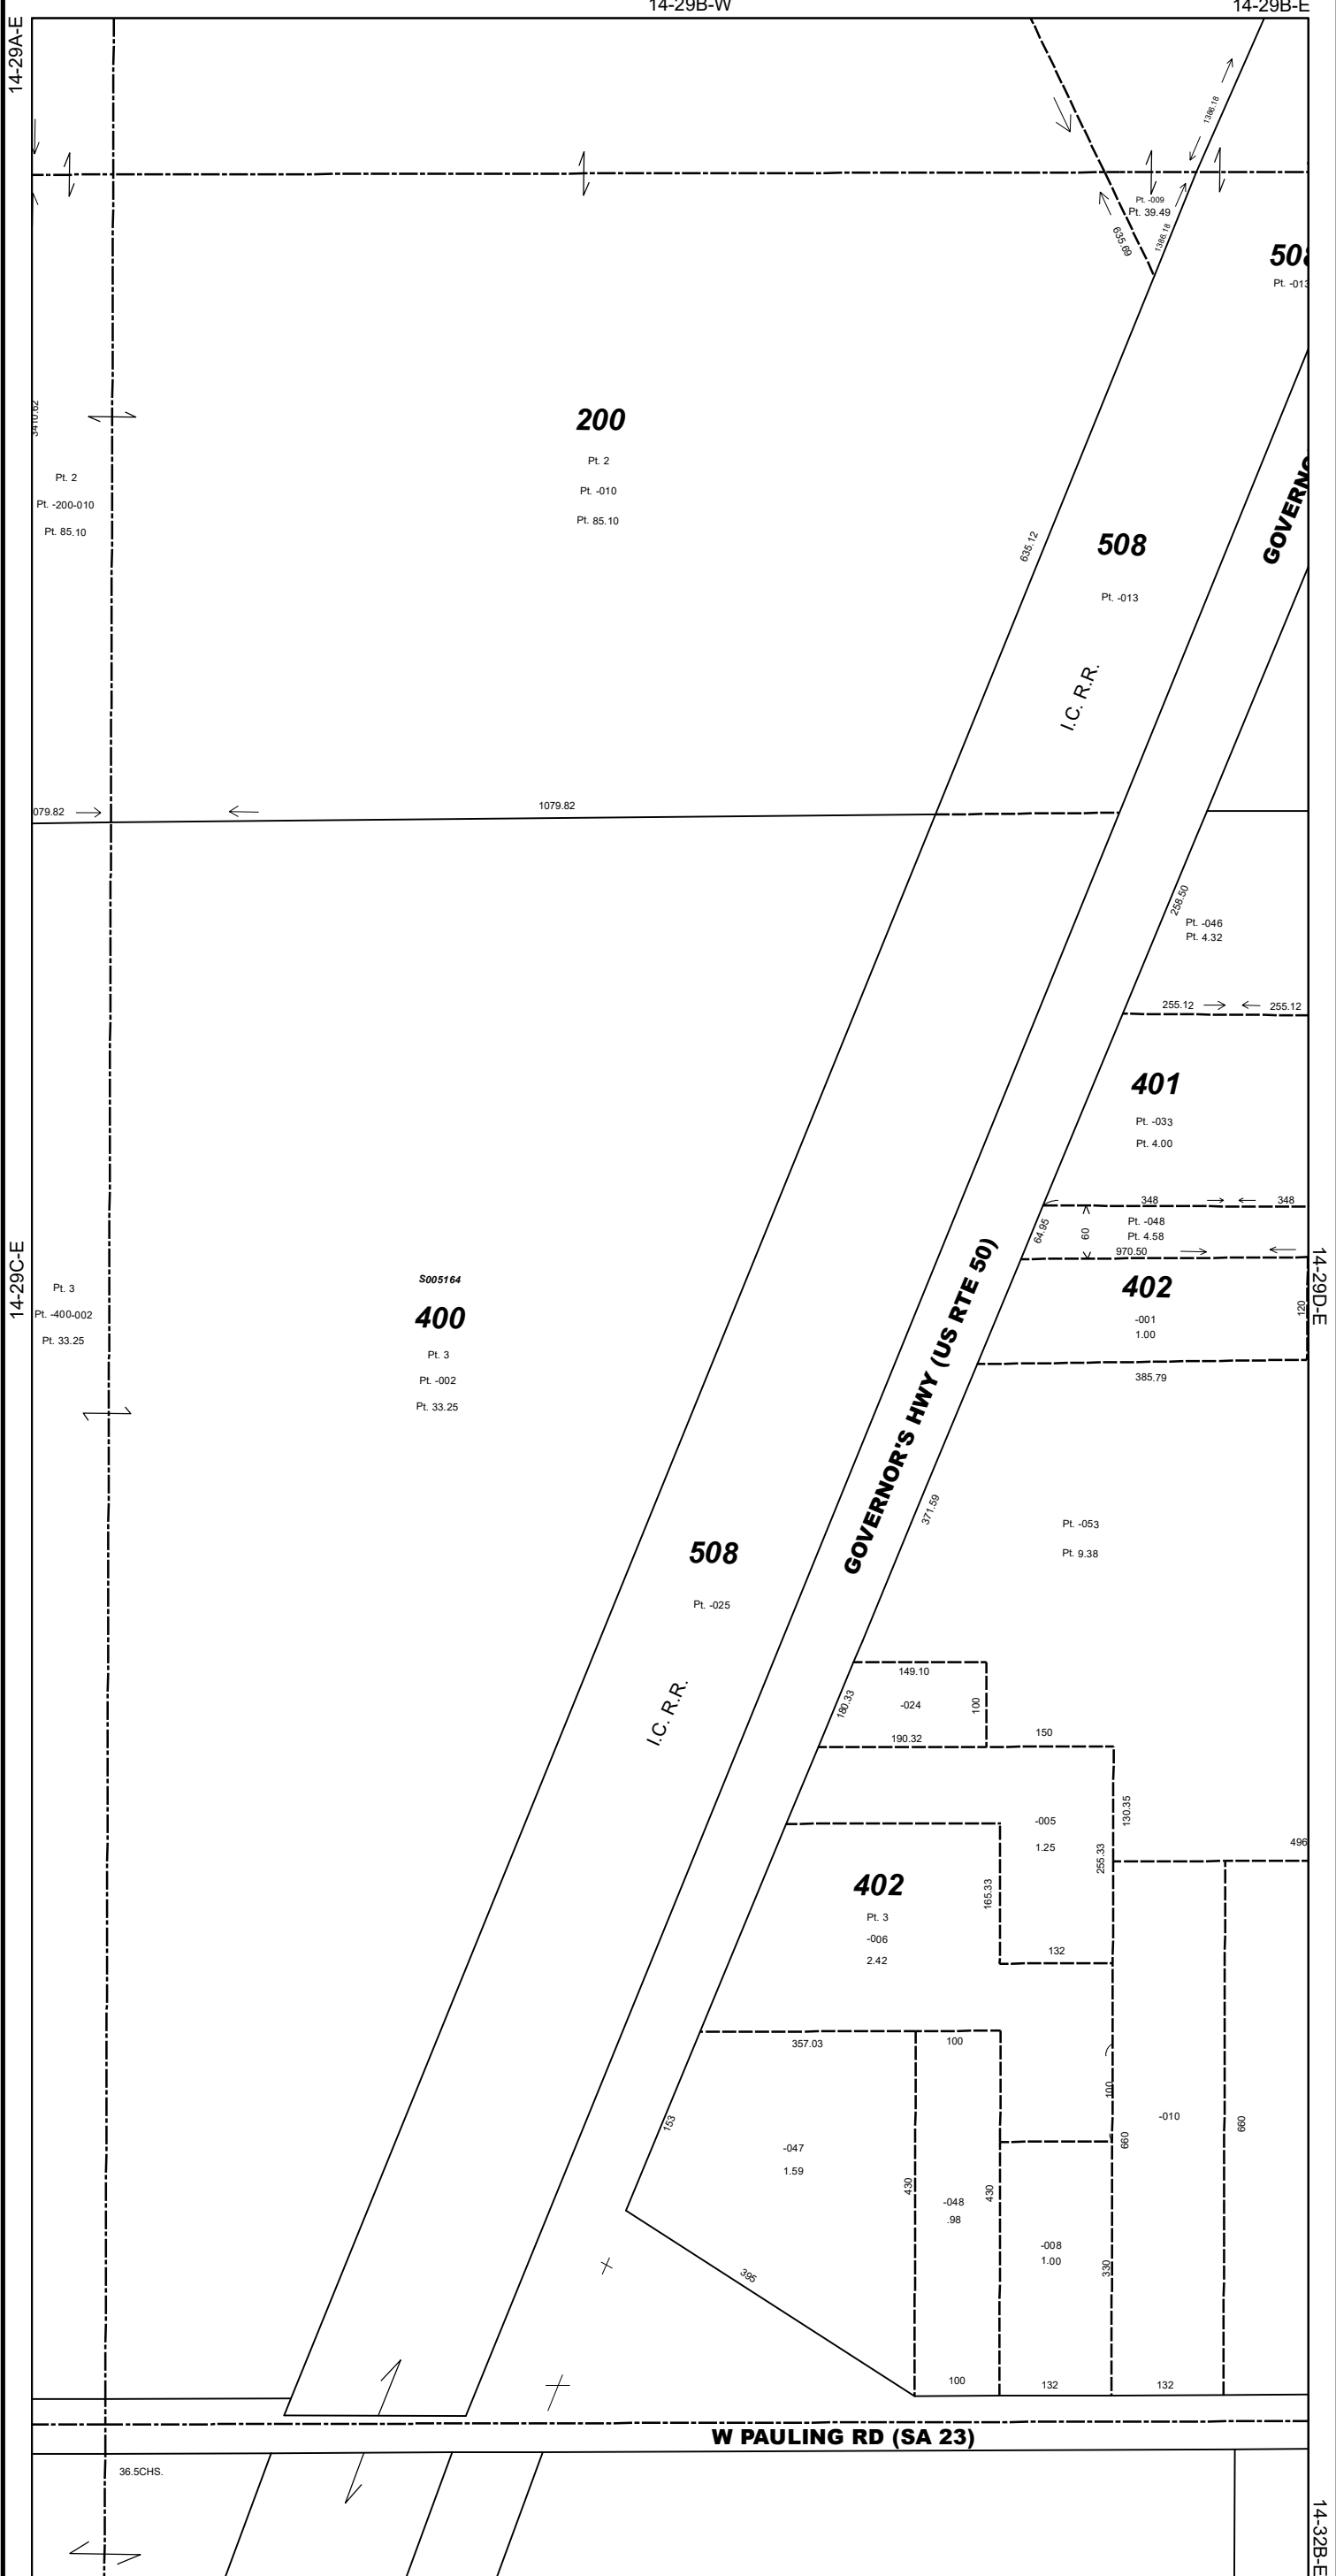 14-29B-W
14-29B-E
14-29A-E
1386.18
Pt. -009
Pt. 39.49
635.69
1386.18
508
Pt. -013
3410.62
200
Pt. 2
Pt. -010
Pt. 85.10
Pt. 2
Pt. -200-010
Pt. 85.10
GOVERNO
635.12
508
Pt. -013
I.C. R.R.
079.82
1079.82
258.50
Pt. -046
Pt. 4.32
255.12
255.12
401
Pt. -033
Pt. 4.00
348
348
Pt. -048
Pt. 4.58
64.95
60
970.50
14-29C-E
14-29D-E
402
-001
1.00
120
385.79
S005164
400
Pt. 3
Pt. -002
Pt. 33.25
Pt. 3
Pt. -400-002
Pt. 33.25
GOVERNOR'S HWY (US RTE 50)
371.59
Pt. -053
Pt. 9.38
508
Pt. -025
I.C. R.R.
149.10
-024
100
180.33
190.32
150
130.35
-005
1.25
255.33
496
402
Pt. 3
-006
2.42
165.33
132
357.03
100
100
-010
153
-047
1.59
660
660
430
430
-048
.98
-008
1.00
330
395
100
132
132
W PAULING RD (SA 23)
36.5CHS.
14-32B-E